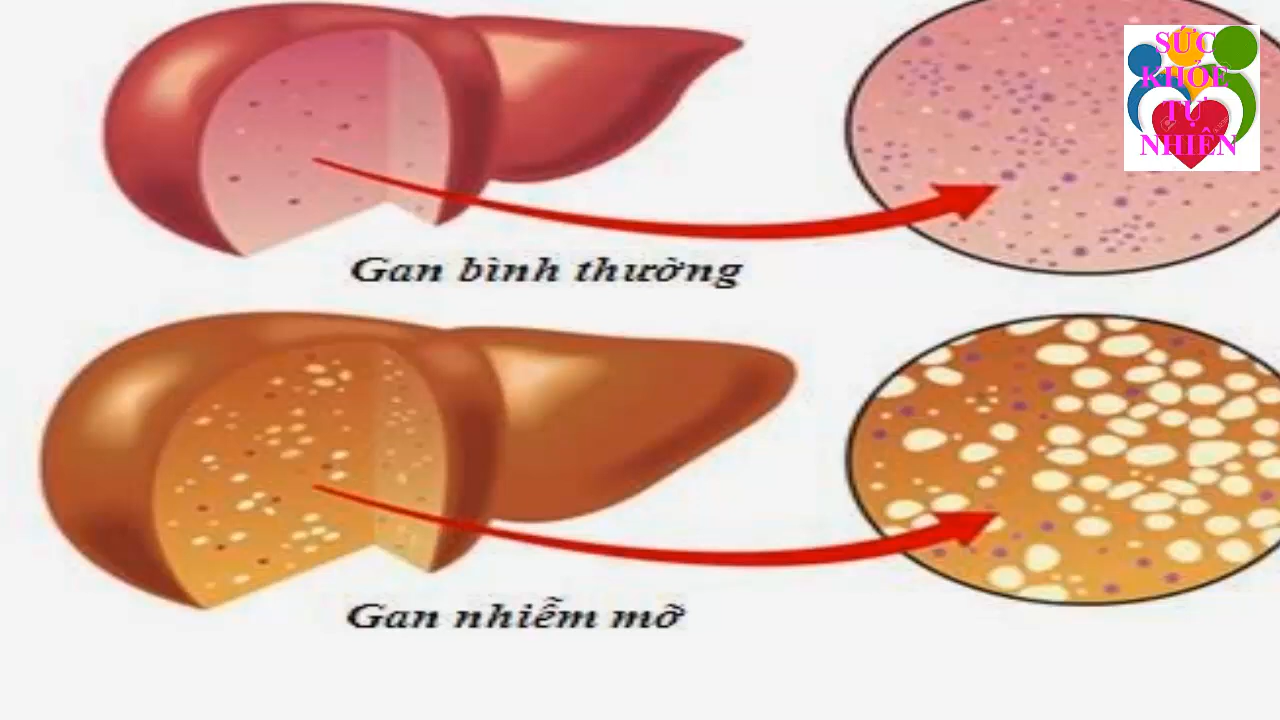 SỨC
KHỎE
TỰ
NHIÊN
Gan bình thường
Gan nhiễm mỡ